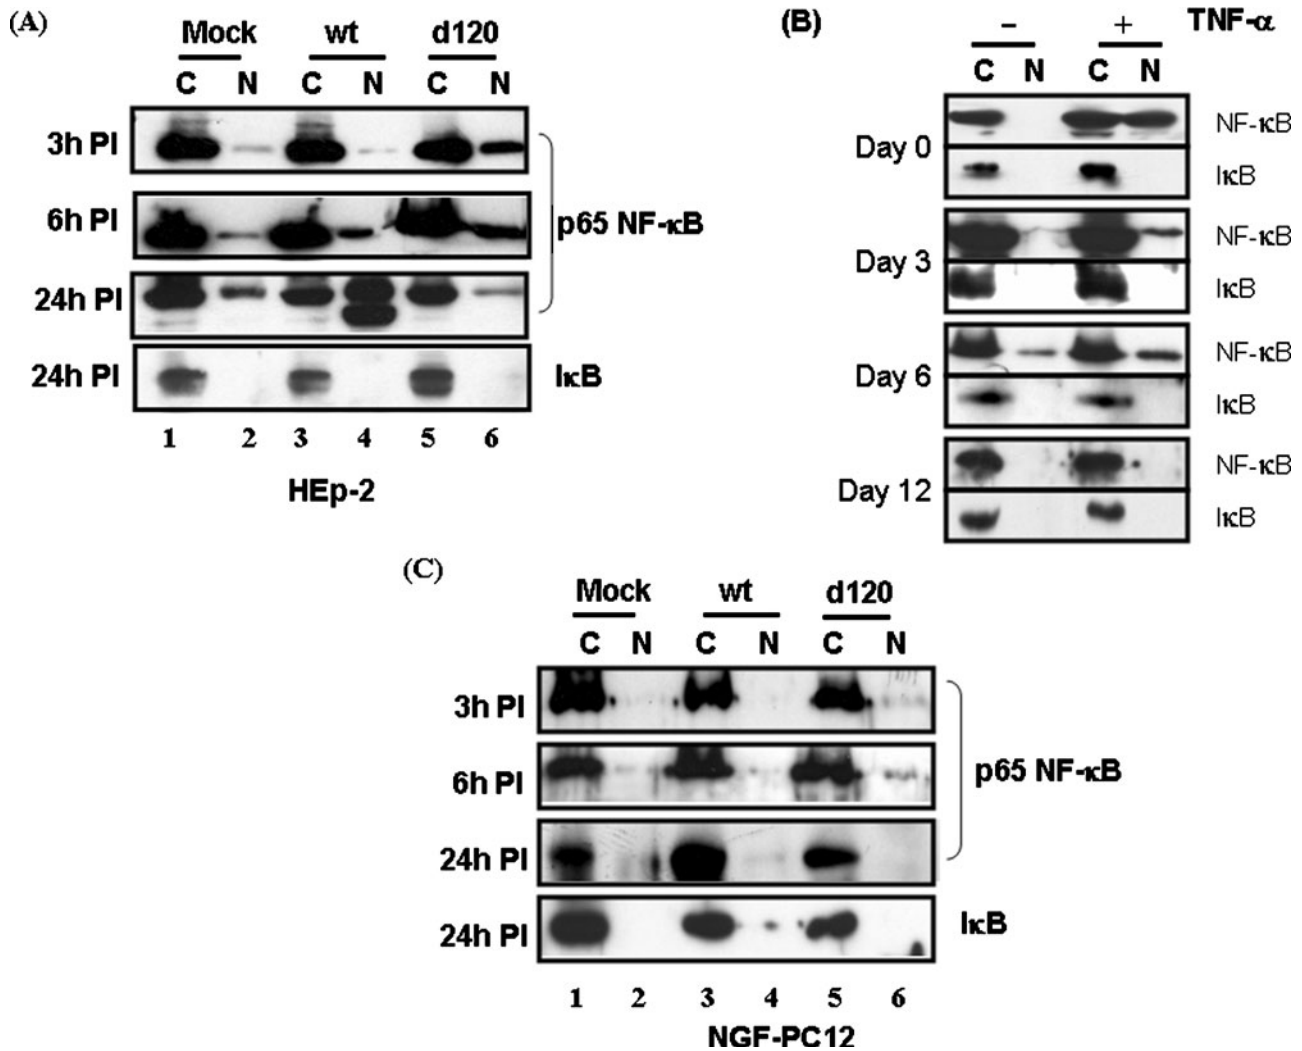 (A)
Mock wt d120
C N C N C N
3h PI
6h PI
p65 NF-κB
24h PI
24h PI
IκB
1 2 3 4 5 6
HEp-2
(B)
− + TNF-α
C N C N
Day 0
NF-κB
IκB
Day 3
NF-κB
IκB
Day 6
NF-κB
IκB
Day 12
NF-κB
IκB
(C)
Mock wt d120
C N C N C N
3h PI
6h PI
p65 NF-κB
24h PI
24h PI
IκB
1 2 3 4 5 6
NGF-PC12